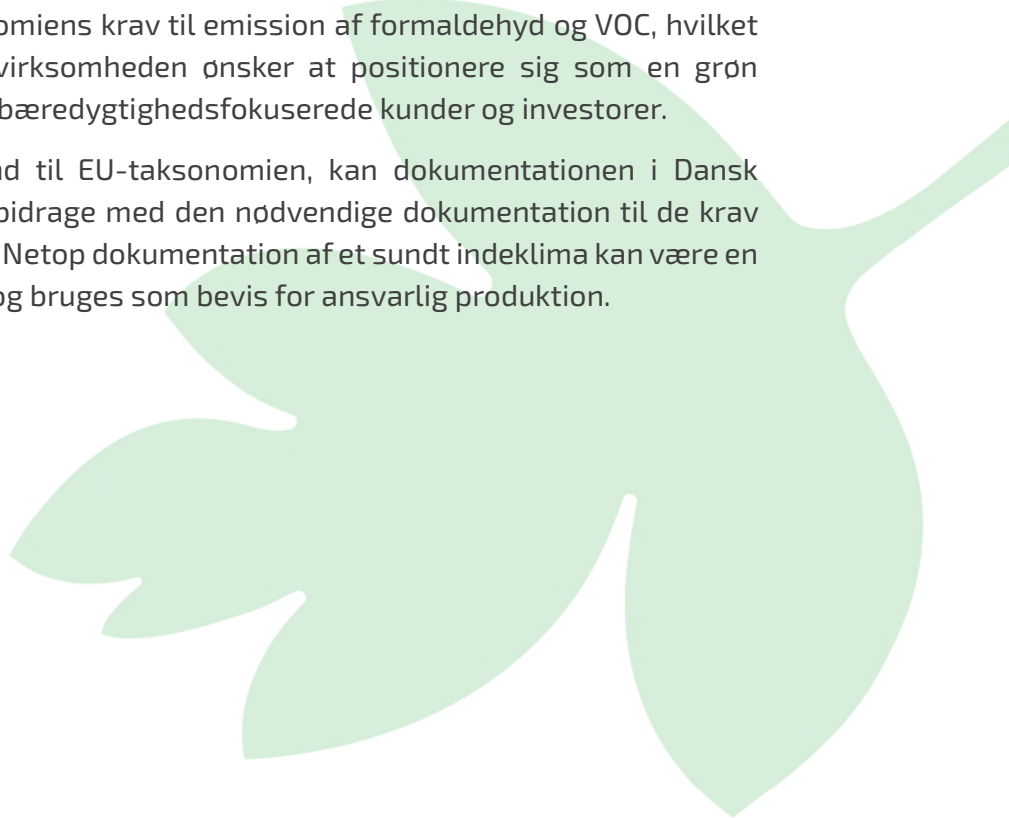 omiens krav til emission af formaldehyd og VOC, hvilket
virksomheden ønsker at positionere sig som en grøn
bæredygtighedsfokuserede kunder og investorer.
d til EU-taksonomien, kan dokumentationen i Dansk
bidrage med den nødvendige dokumentation til de krav
Netop dokumentation af et sundt indeklima kan være en
og bruges som bevis for ansvarlig produktion.